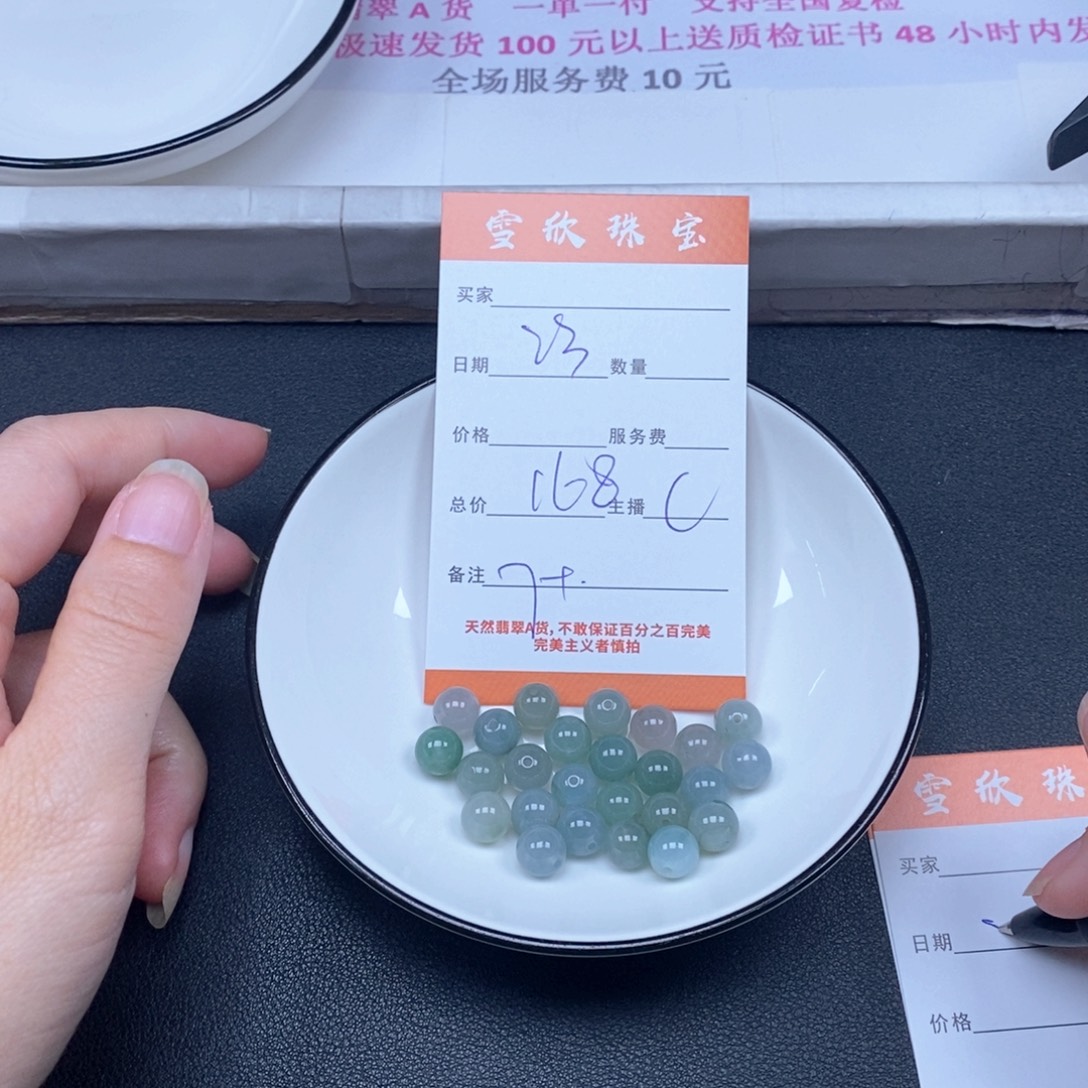 翡翠 A 货 一单一付 支持全国复检
极速发货 100 元以上送质检证书 48 小时内发
全场服务费 10 元
雪欣珠宝
买家
日期 23 数量
价格 服务费
总价 168 主播 C
备注 7+.
天然翡翠A货,不敢保证百分之百完美
完美主义者慎拍
雪欣珠
买家
日期
价格